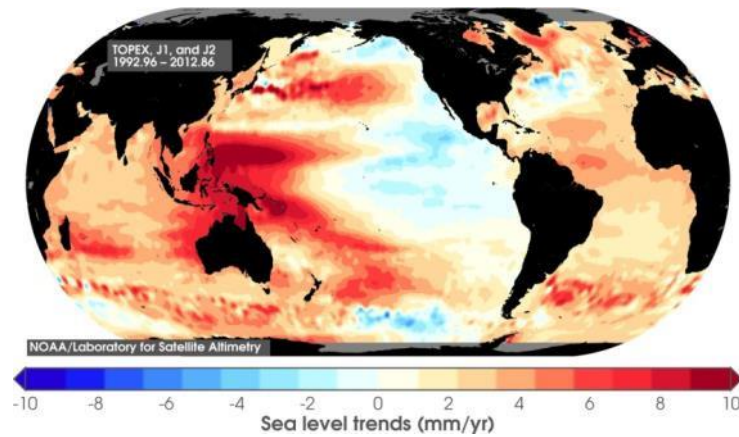 TOPEX, J1, and J2
1992.96 – 2012.86
NOAA/Laboratory for Satellite Altimetry
-10 -8 -6 -4 -2 0 2 4 6 8 10
Sea level trends (mm/yr)